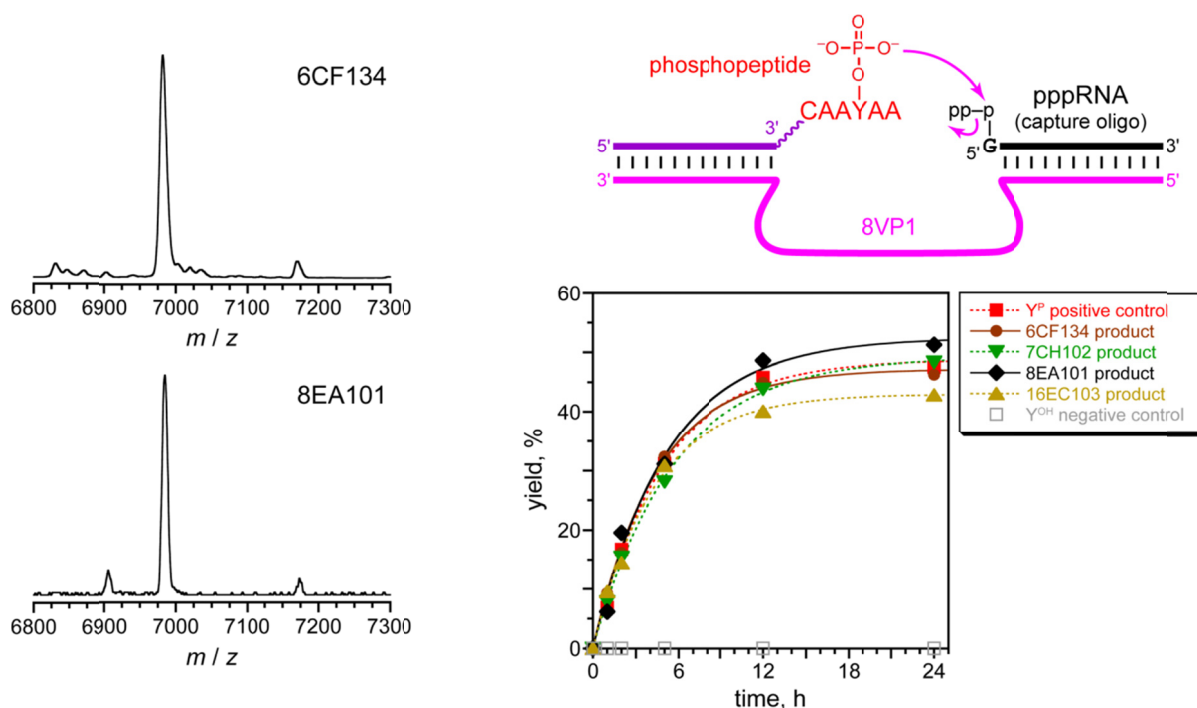 6CF134
6800 6900 7000 7100 7200 7300
m / z
8EA101
6800 6900 7000 7100 7200 7300
m / z
O
⁻O–P–O⁻
O
phosphopeptide
CAAYAA
pp–p
pppRNA
(capture oligo)
5' 3' 5' G 3'
3' 5'
8VP1
60
40
20
0
yield, %
0 6 12 18 24
time, h
Yᴾ positive control
6CF134 product
7CH102 product
8EA101 product
16EC103 product
Yᴼᴴ negative control